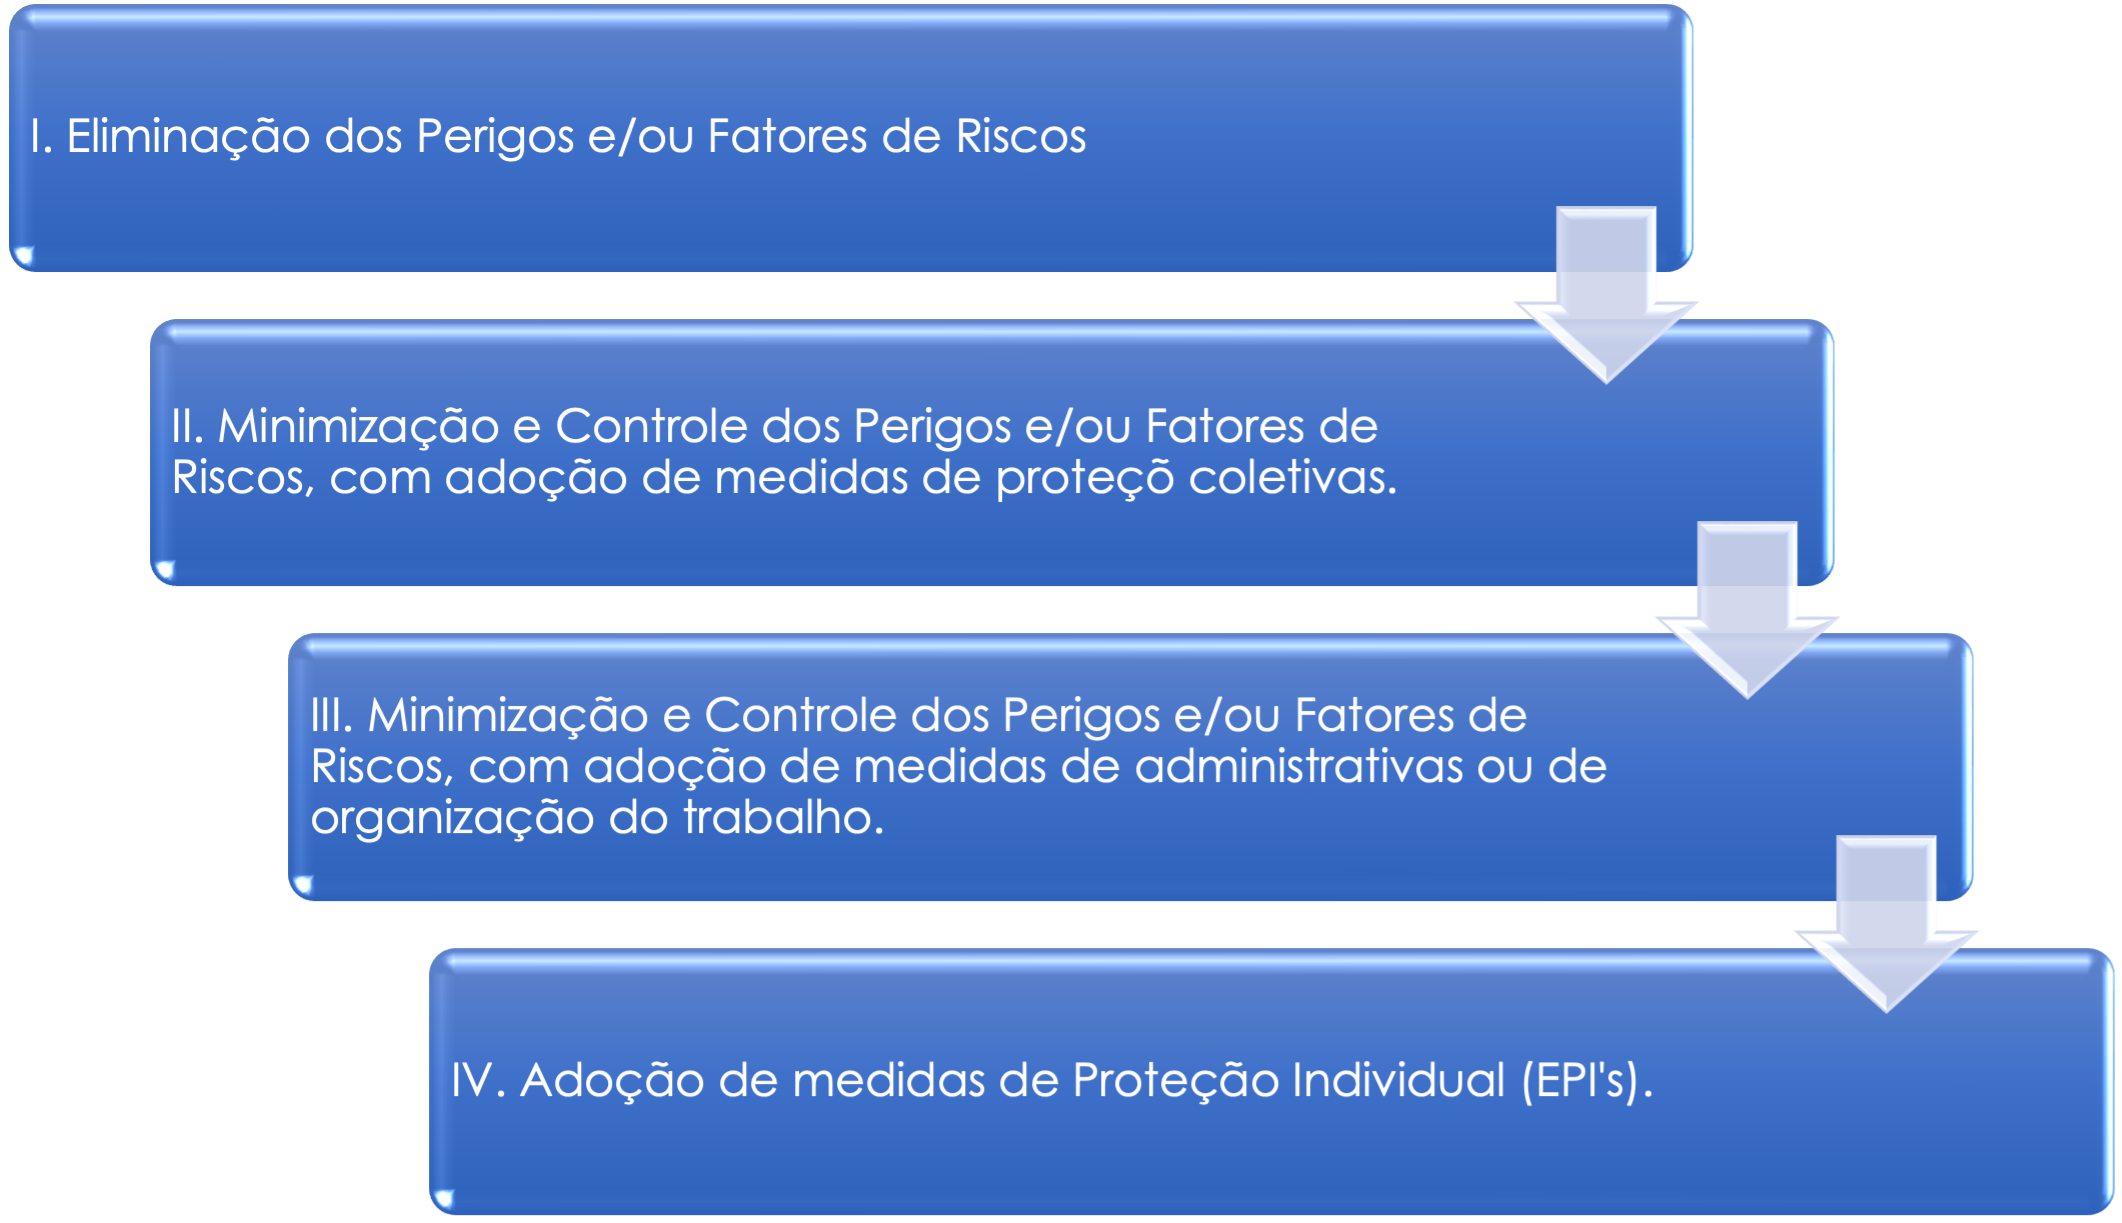 I. Eliminação dos Perigos e/ou Fatores de Riscos
II. Minimização e Controle dos Perigos e/ou Fatores de
Riscos, com adoção de medidas de proteçõ coletivas.
III. Minimização e Controle dos Perigos e/ou Fatores de
Riscos, com adoção de medidas de administrativas ou de
organização do trabalho.
IV. Adoção de medidas de Proteção Individual (EPI's).